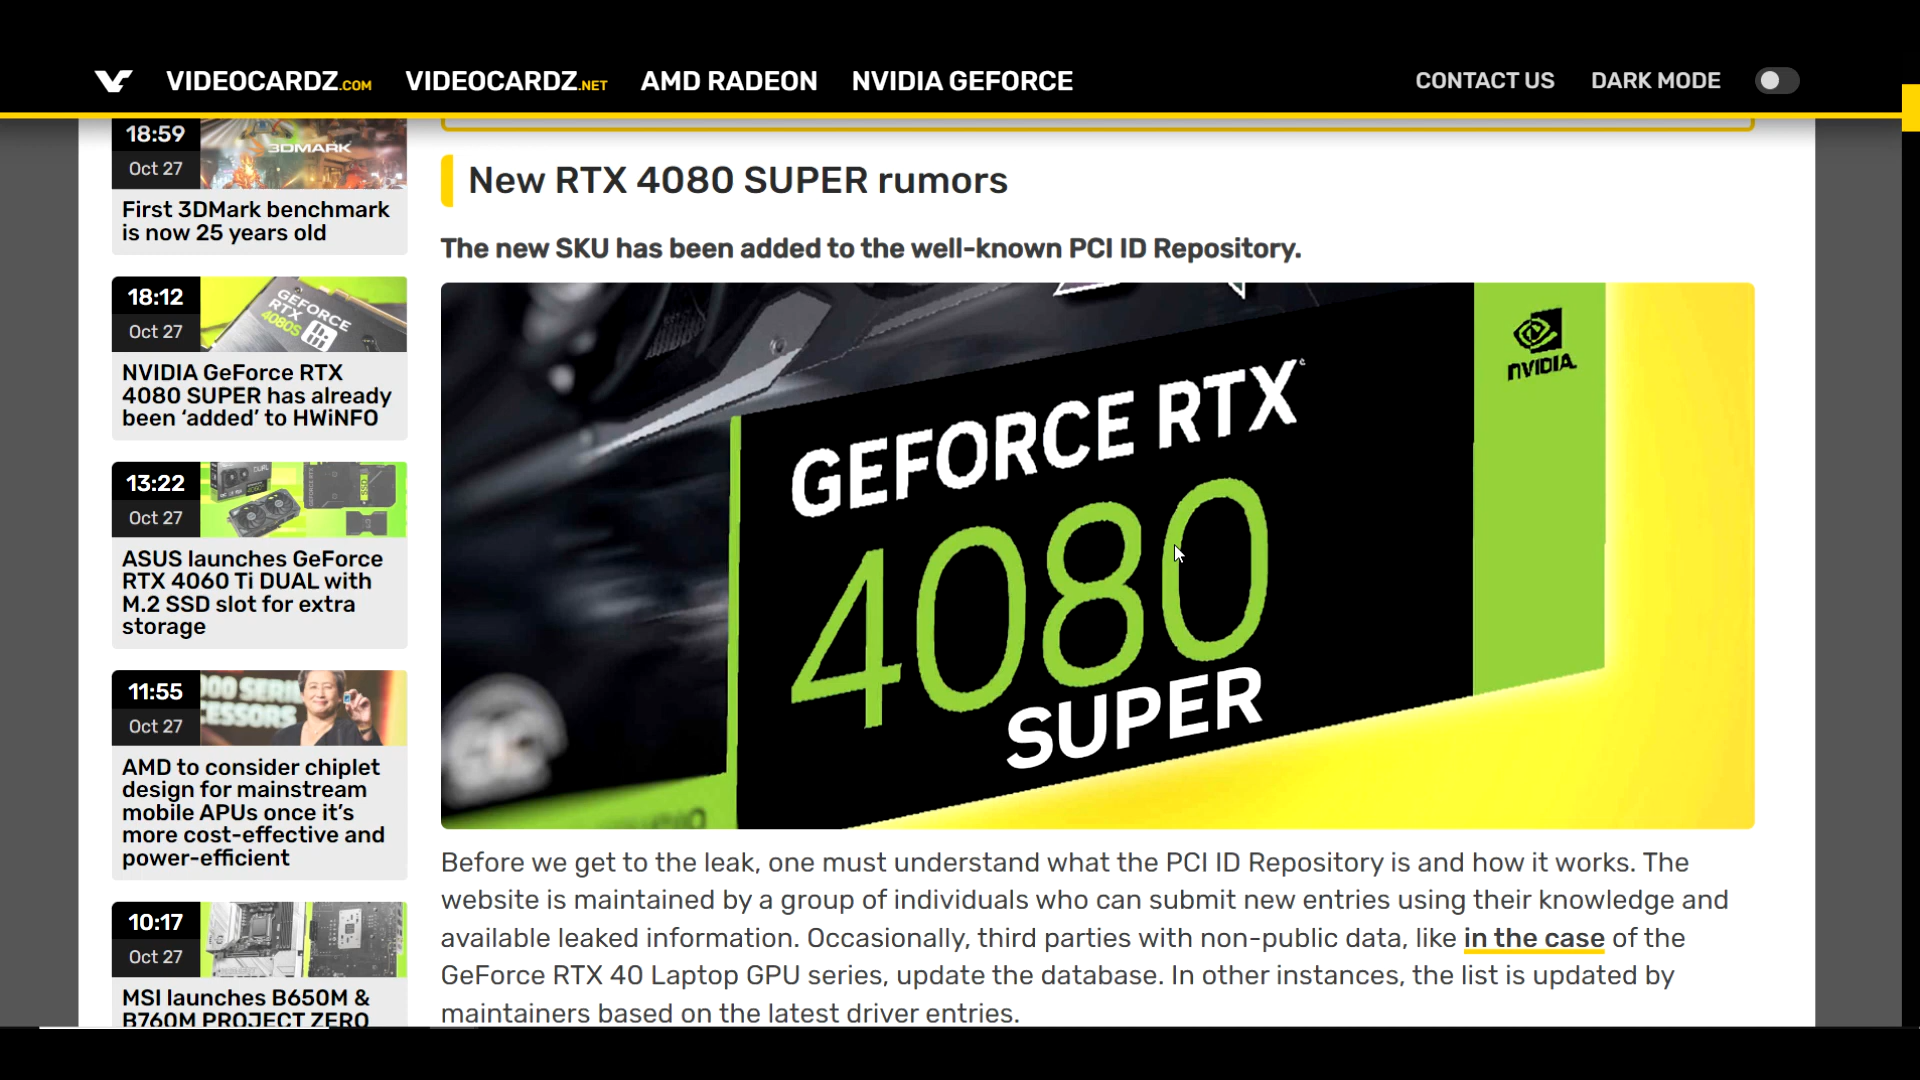 VIDEOCARDZ.COM VIDEOCARDZ.NET AMD RADEON NVIDIA GEFORCE CONTACT US DARK MODE
18:59
Oct 27
3DMARK
First 3DMark benchmark
is now 25 years old
18:12
Oct 27
GEFORCE
RTX
4080S
NVIDIA GeForce RTX
4080 SUPER has already
been ‘added’ to HWiNFO
13:22
Oct 27
DUAL
SSD
ASUS launches GeForce
RTX 4060 Ti DUAL with
M.2 SSD slot for extra
storage
11:55
Oct 27
000 SERI
CESSORS
AMD to consider chiplet
design for mainstream
mobile APUs once it’s
more cost-effective and
power-efficient
10:17
Oct 27
MSI launches B650M &
B760M PROJECT ZERO
New RTX 4080 SUPER rumors
The new SKU has been added to the well-known PCI ID Repository.
NVIDIA
GEFORCE RTX
4080
SUPER
Before we get to the leak, one must understand what the PCI ID Repository is and how it works. The
website is maintained by a group of individuals who can submit new entries using their knowledge and
available leaked information. Occasionally, third parties with non-public data, like in the case of the
GeForce RTX 40 Laptop GPU series, update the database. In other instances, the list is updated by
maintainers based on the latest driver entries.